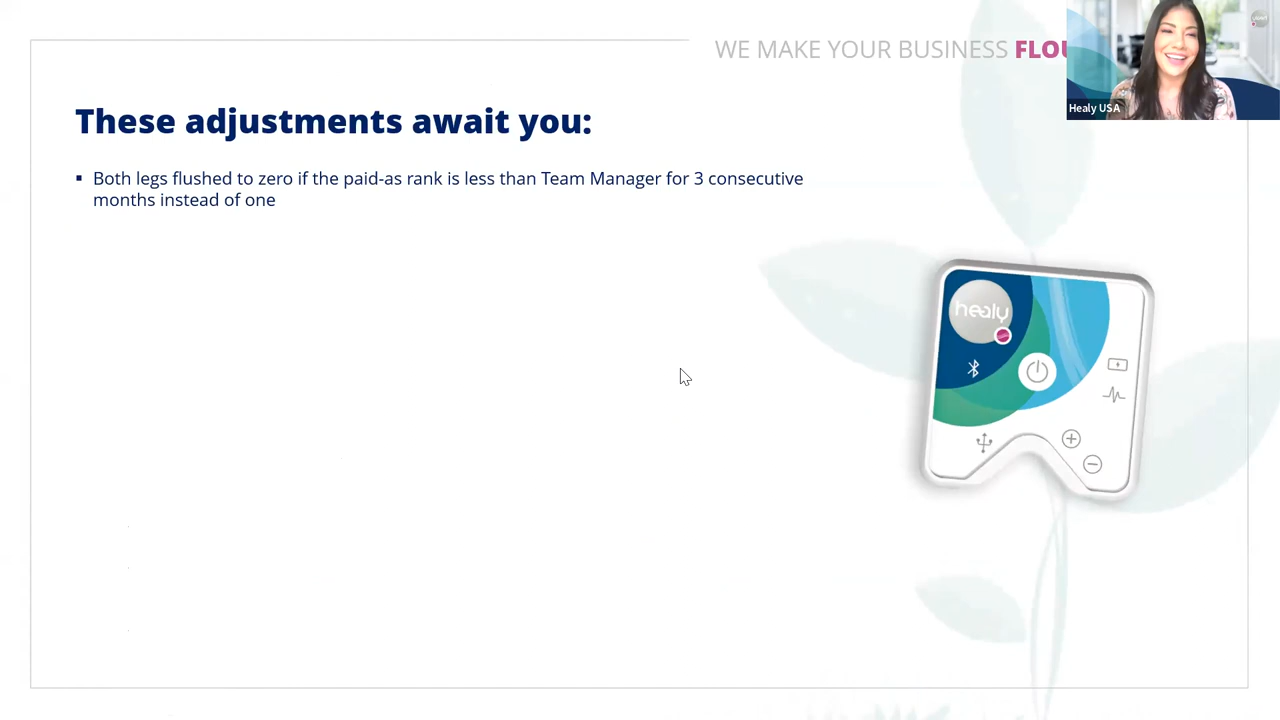 WE MAKE YOUR BUSINESS FLOU
Healy USA
These adjustments await you:
▪ Both legs flushed to zero if the paid-as rank is less than Team Manager for 3 consecutive
months instead of one
healy